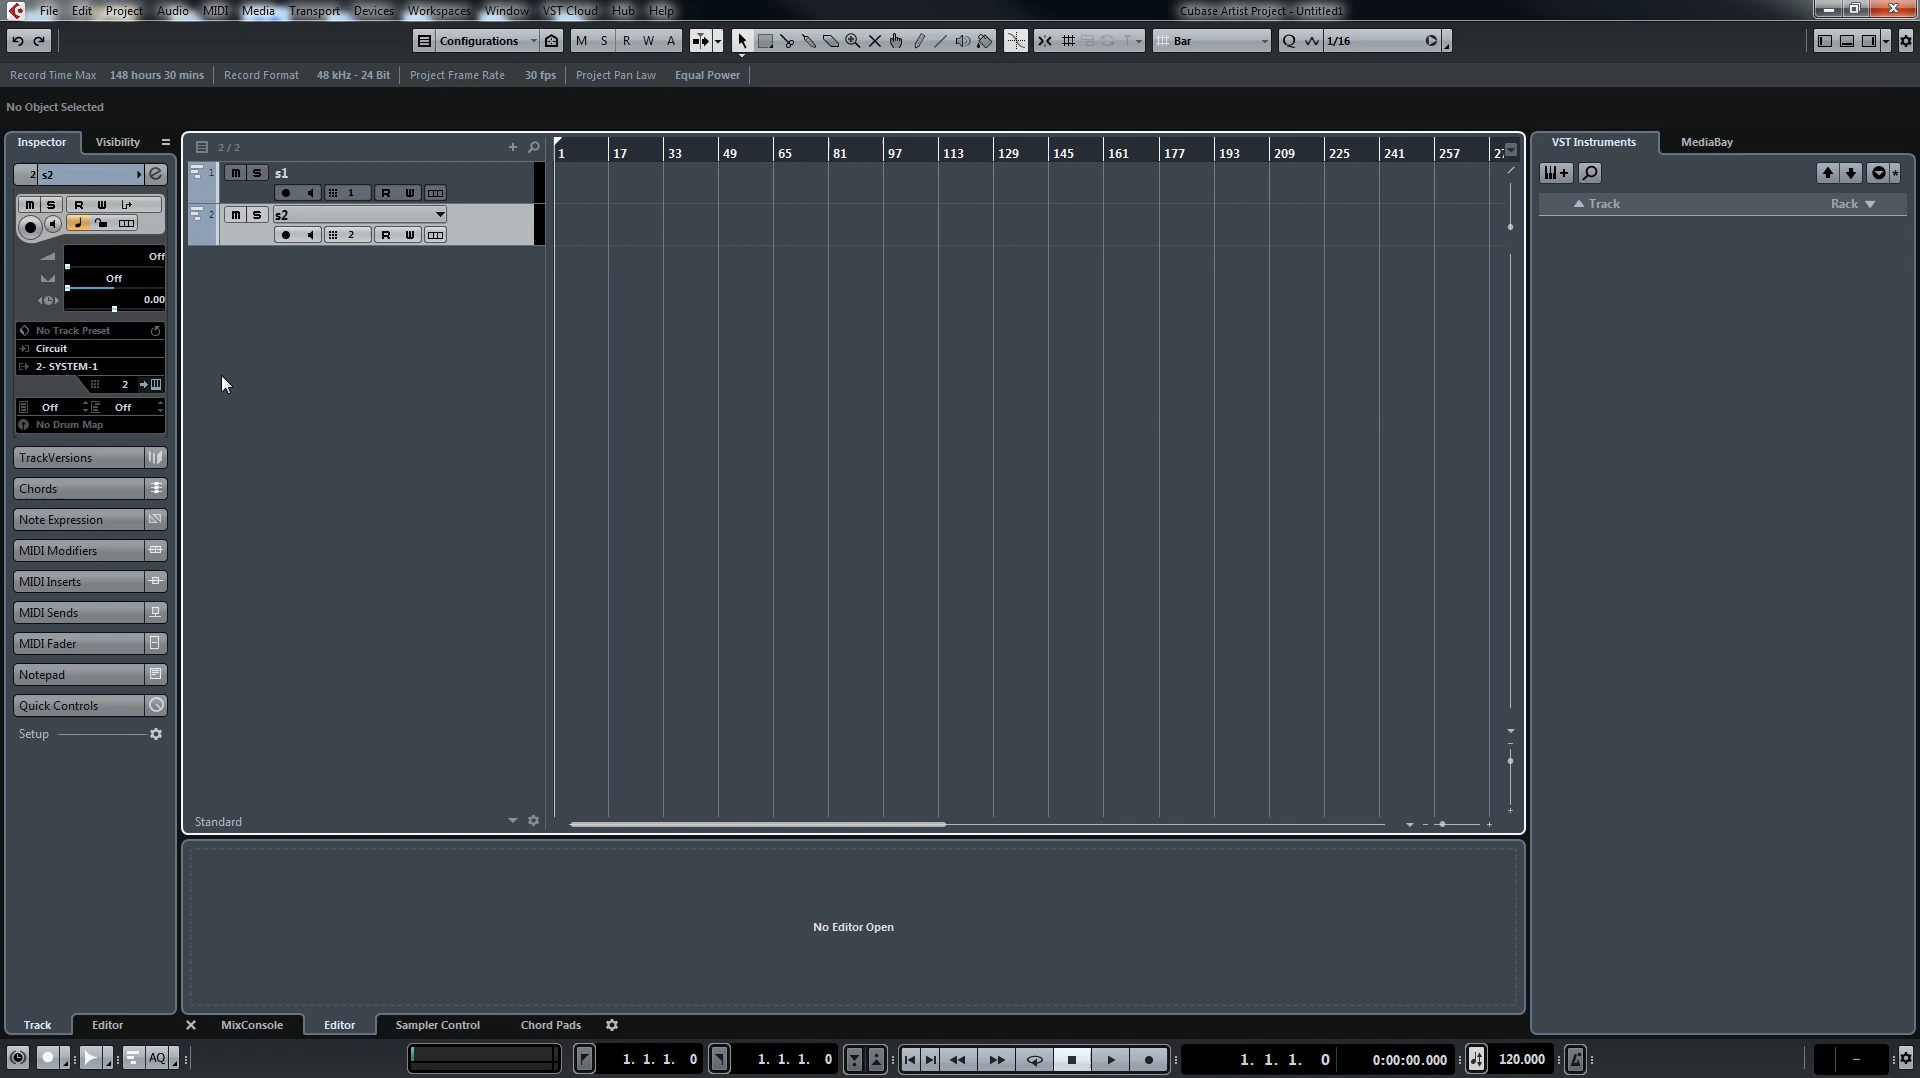 File Edit Project Audio MIDI Media Transport Devices Workspaces Window VST Cloud Hub Help Cubase Artist Project - Untitled1
Configurations M S R W A Bar Q 1/16
Record Time Max 148 hours 30 mins Record Format 48 kHz - 24 Bit Project Frame Rate 30 fps Project Pan Law Equal Power
No Object Selected
Inspector Visibility
2 s2
M S R W
Off
Off
0.00
No Track Preset
Circuit
2- SYSTEM-1
2
Off Off
No Drum Map
TrackVersions
Chords
Note Expression
MIDI Modifiers
MIDI Inserts
MIDI Sends
MIDI Fader
Notepad
Quick Controls
Setup
Track Editor
2 / 2
1 m S s1
1 R W
2 m S s2
2 R W
Standard
1 17 33 49 65 81 97 113 129 145 161 177 193 209 225 241 257
No Editor Open
MixConsole Editor Sampler Control Chord Pads
VST Instruments MediaBay
Track Rack
AQ 1. 1. 1. 0 1. 1. 1. 0 1. 1. 1. 0 0:00:00.000 120.000